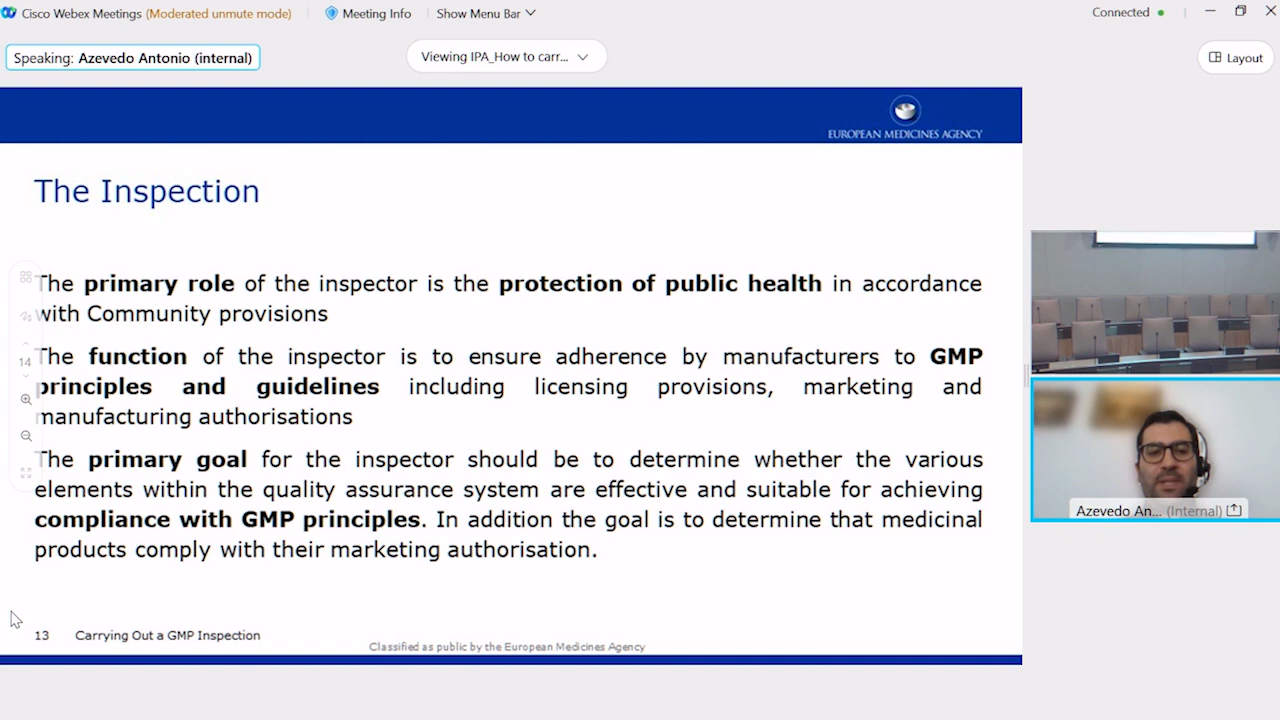 Cisco Webex Meetings (Moderated unmute mode) Meeting Info Show Menu Bar Connected
Speaking: Azevedo Antonio (internal) Viewing IPA_How to carr... Layout
EUROPEAN MEDICINES AGENCY
The Inspection
The primary role of the inspector is the protection of public health in accordance
with Community provisions
The function of the inspector is to ensure adherence by manufacturers to GMP
principles and guidelines including licensing provisions, marketing and
manufacturing authorisations
The primary goal for the inspector should be to determine whether the various
elements within the quality assurance system are effective and suitable for achieving
compliance with GMP principles. In addition the goal is to determine that medicinal
products comply with their marketing authorisation.
14
13 Carrying Out a GMP Inspection
Classified as public by the European Medicines Agency
Azevedo An... (Internal)